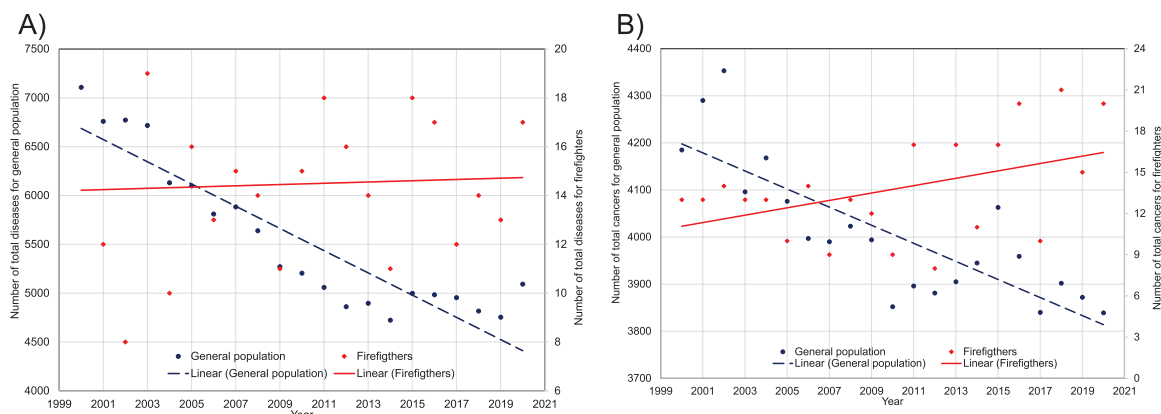 A)
7500
7000
6500
6000
5500
5000
4500
4000
Number of total diseases for general population
20
18
16
14
12
10
8
6
Number of total diseases for firefighters
General population
Firefigthers
Linear (General population)
Linear (Firefigthers)
1999 2001 2003 2005 2007 2009 2011 2013 2015 2017 2019 2021
Year
B)
4400
4300
4200
4100
4000
3900
3800
3700
Number of total cancers for general population
24
21
18
15
12
9
6
3
0
Number of total cancers for firefighters
General population
Firefigthers
Linear (General population)
Linear (Firefigthers)
1999 2001 2003 2005 2007 2009 2011 2013 2015 2017 2019 2021
Year